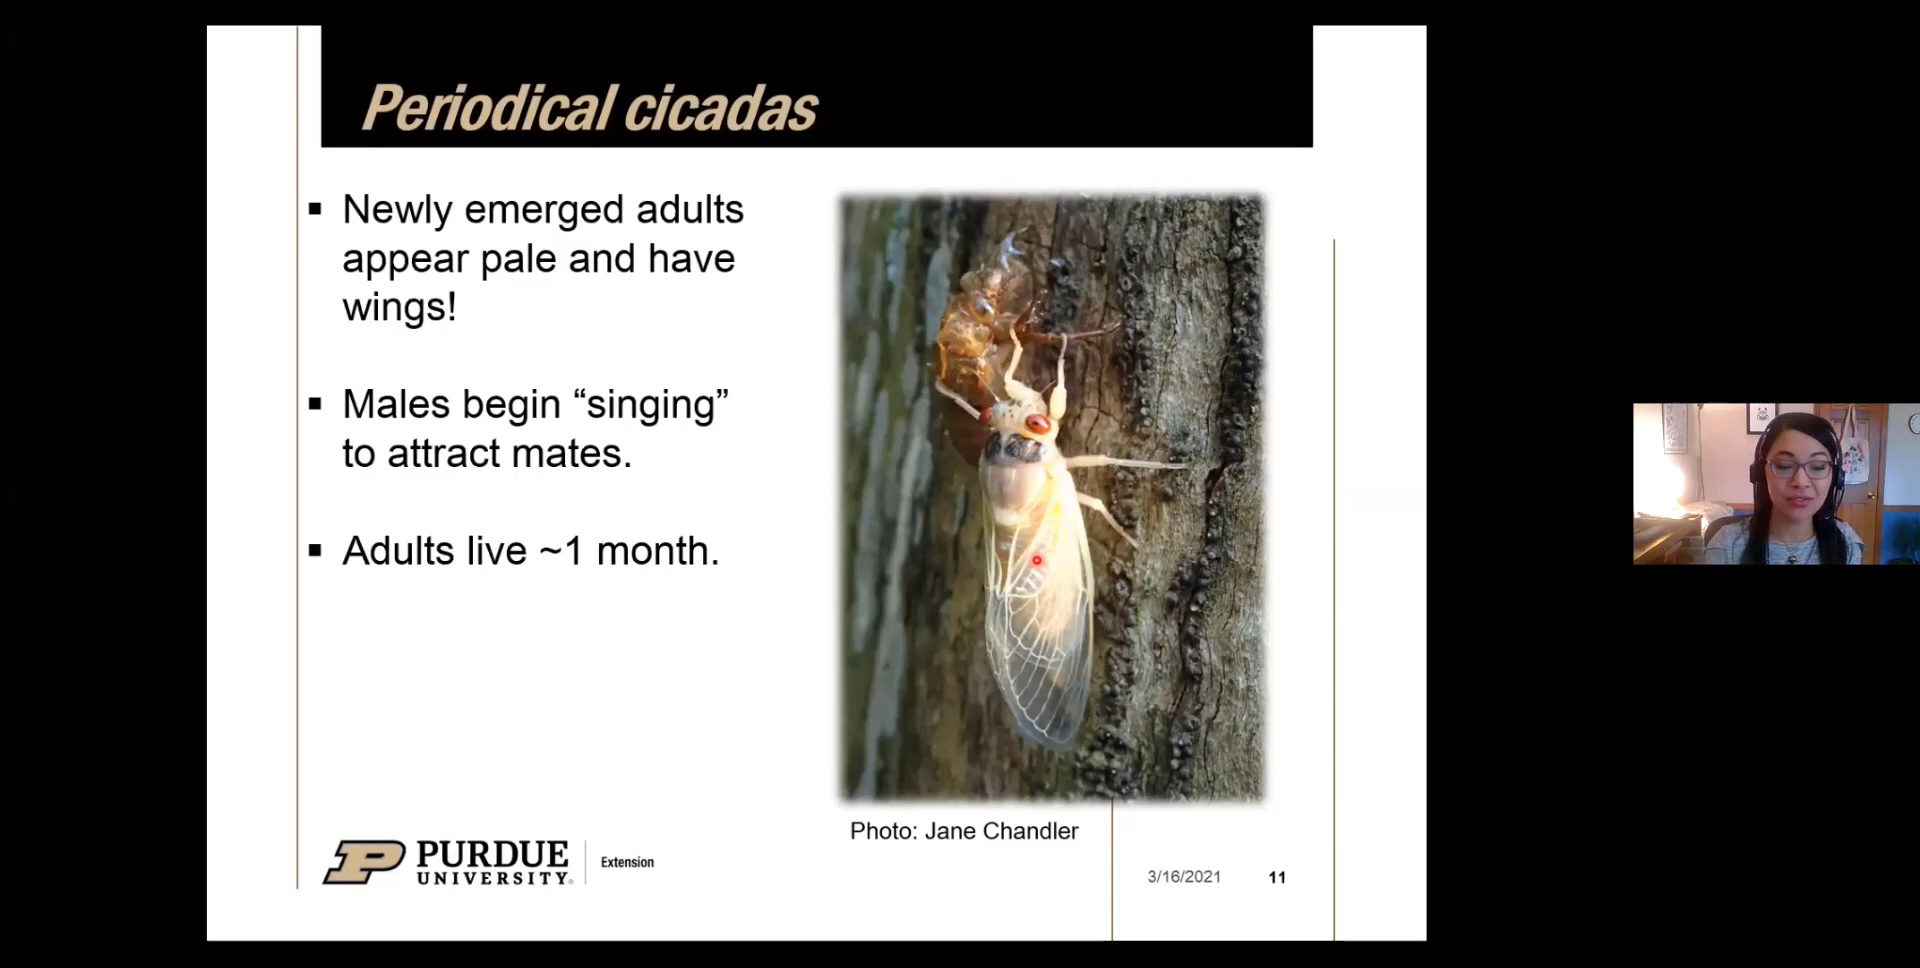 Periodical cicadas
▪ Newly emerged adults
appear pale and have
wings!
▪ Males begin “singing”
to attract mates.
▪ Adults live ~1 month.
Photo: Jane Chandler
PURDUE
UNIVERSITY®
Extension
3/16/2021
11